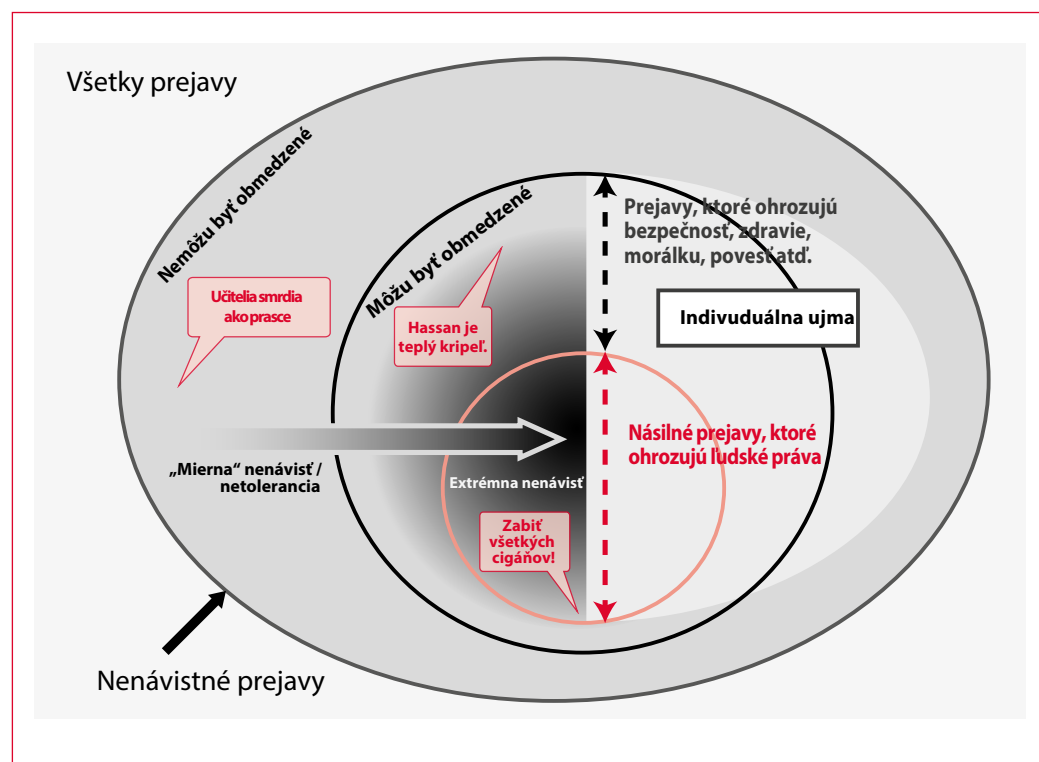 Všetky prejavy
Nemôžu byť obmedzené
Môžu byť obmedzené
Prejavy, ktoré ohrozujú
bezpečnosť, zdravie,
morálku, povesť atď.
Učitelia smrdia
ako prasce
Hassan je
teplý kripeľ.
Indivuduálna ujma
Násilné prejavy, ktoré
ohrozujú ľudské práva
„Mierna“ nenávisť /
netolerancia
Extrémna nenávisť
Zabiť
všetkých
cigáňov!
Nenávistné prejavy